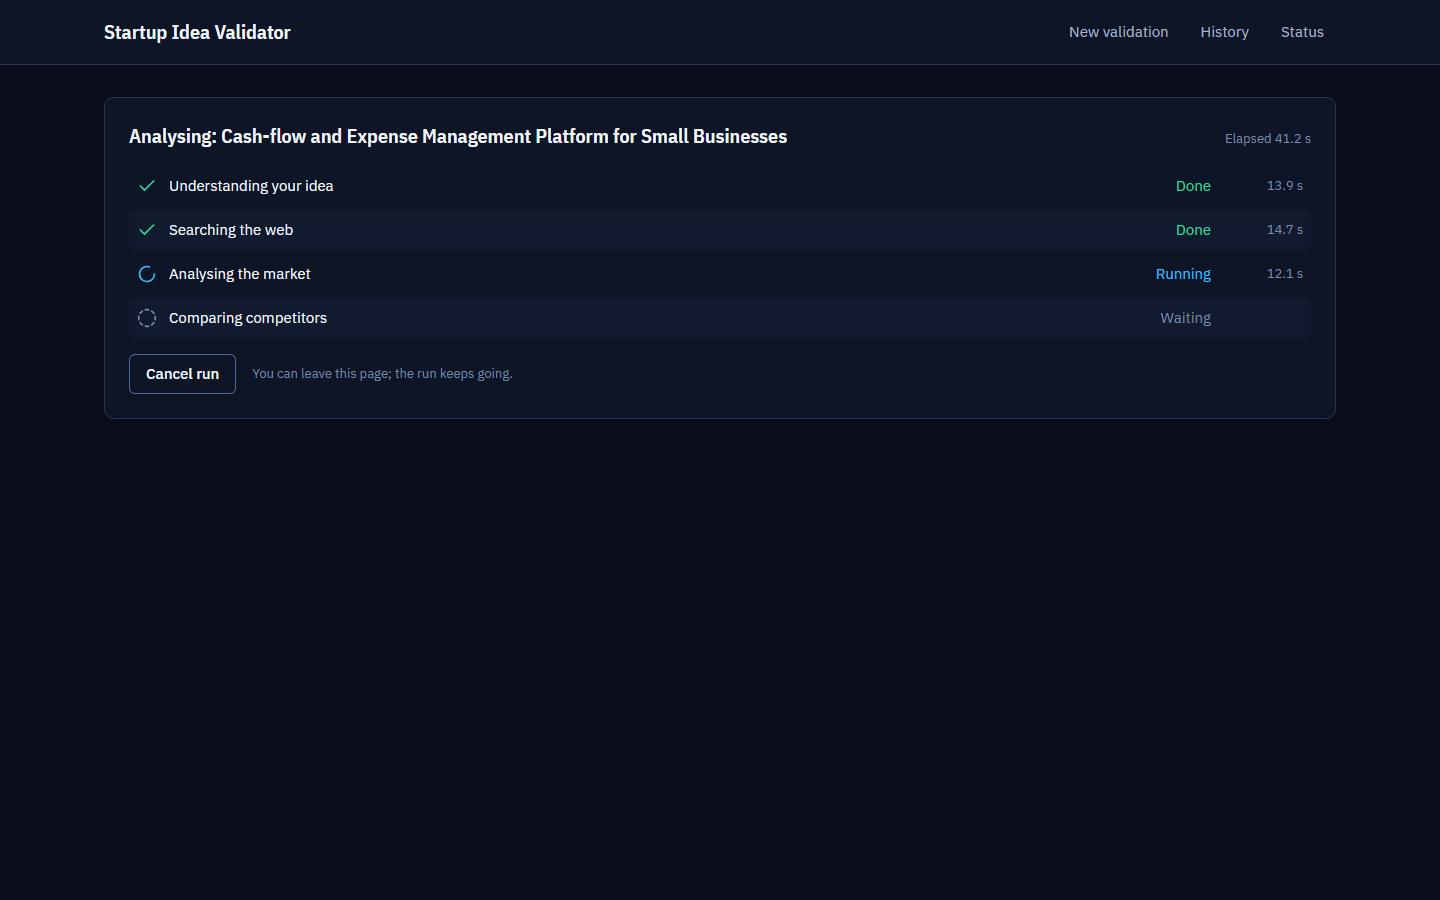 Startup Idea Validator
New validation
History
Status
Analysing: Cash-flow and Expense Management Platform for Small Businesses
Elapsed 41.2 s
Understanding your idea Done 13.9 s
Searching the web Done 14.7 s
Analysing the market Running 12.1 s
Comparing competitors Waiting
Cancel run
You can leave this page; the run keeps going.